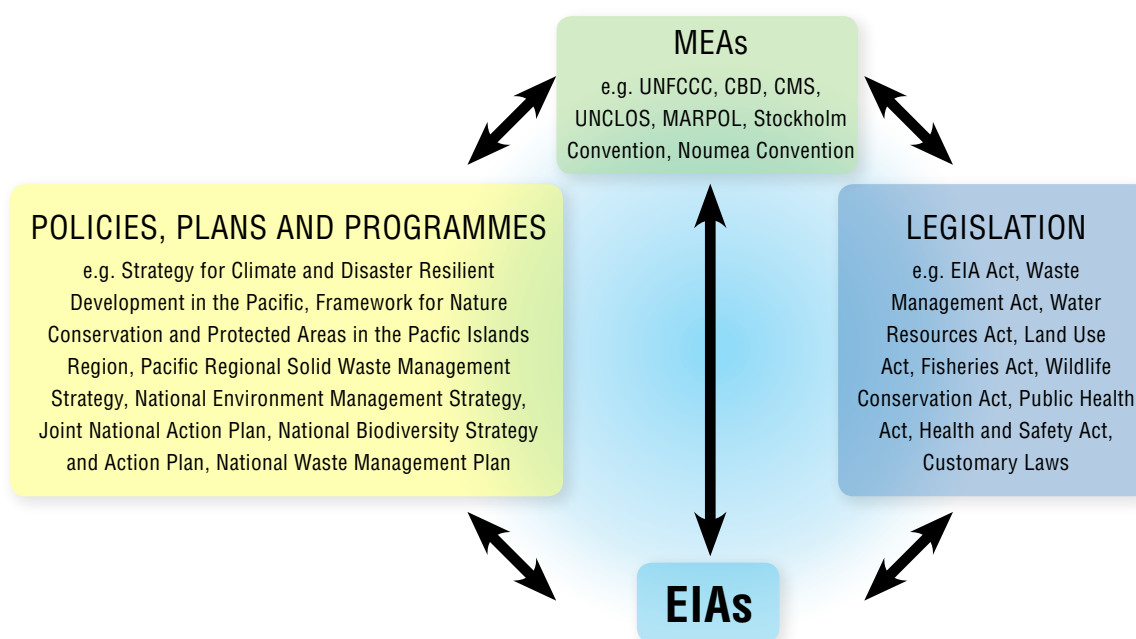 MEAs
e.g. UNFCCC, CBD, CMS,
UNCLOS, MARPOL, Stockholm
Convention, Noumea Convention
POLICIES, PLANS AND PROGRAMMES
e.g. Strategy for Climate and Disaster Resilient
Development in the Pacific, Framework for Nature
Conservation and Protected Areas in the Pacfic Islands
Region, Pacific Regional Solid Waste Management
Strategy, National Environment Management Strategy,
Joint National Action Plan, National Biodiversity Strategy
and Action Plan, National Waste Management Plan
LEGISLATION
e.g. EIA Act, Waste
Management Act, Water
Resources Act, Land Use
Act, Fisheries Act, Wildlife
Conservation Act, Public Health
Act, Health and Safety Act,
Customary Laws
EIAs